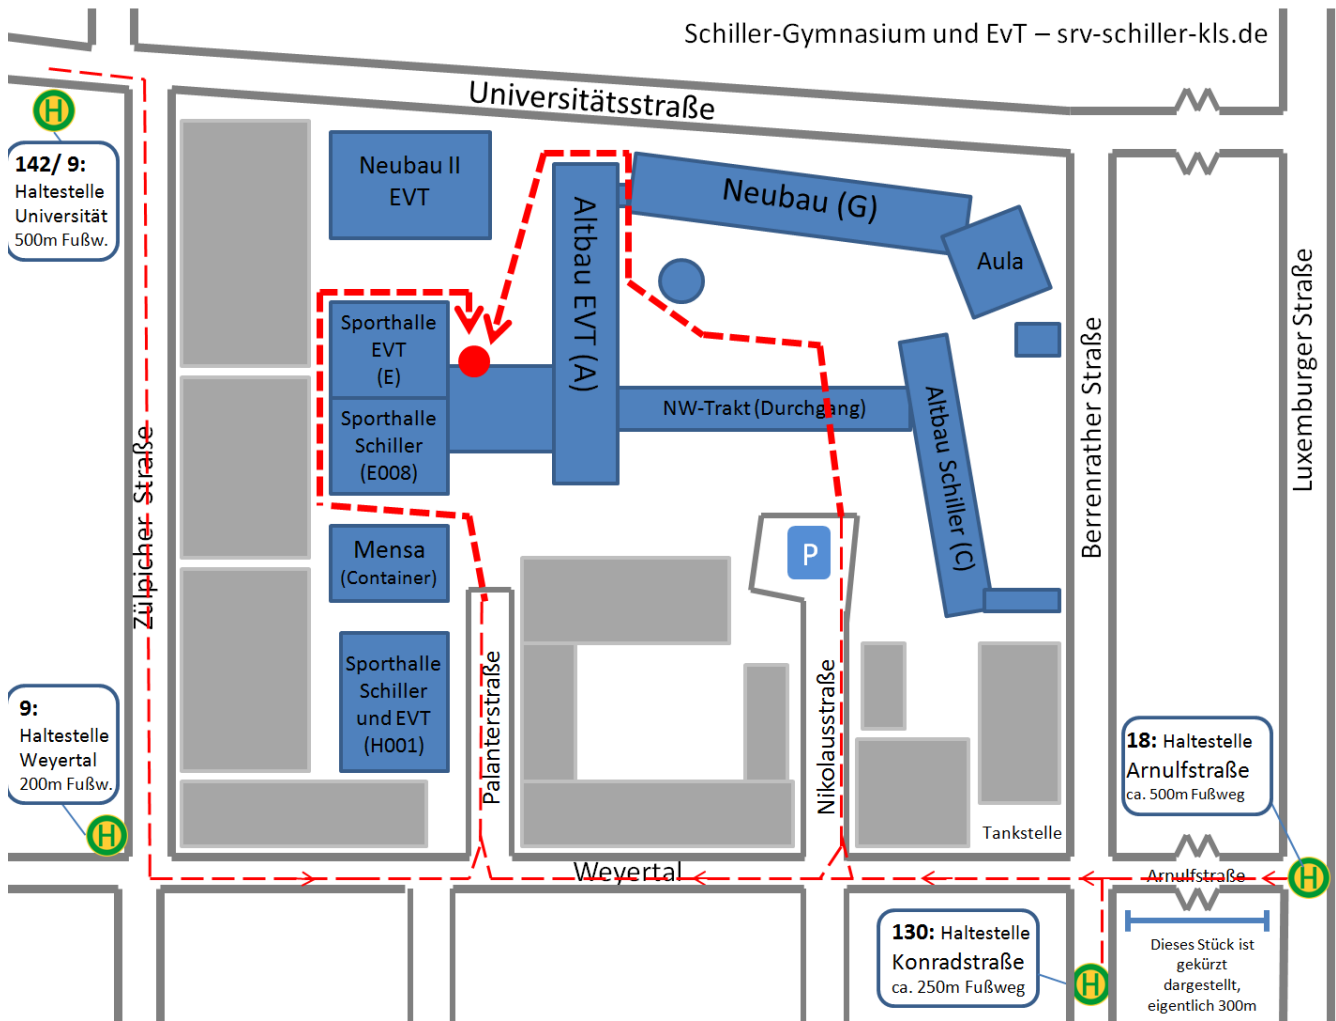 Schiller-Gymnasium und EvT – srv-schiller-kls.de
Universitätsstraße
H
142/ 9:
Haltestelle
Universität
500m Fußw.
Neubau II
EVT
Altbau EVT (A)
Neubau (G)
Aula
Sporthalle
EVT
(E)
Sporthalle
Schiller
(E008)
NW-Trakt (Durchgang)
Altbau Schiller (C)
Berrenrather Straße
Luxemburger Straße
Zülpicher Straße
Mensa
(Container)
P
Sporthalle
Schiller
und EVT
(H001)
Palanterstraße
Nikolausstraße
9:
Haltestelle
Weyertal
200m Fußw.
H
18: Haltestelle
Arnulfstraße
ca. 500m Fußweg
Tankstelle
Weyertal
Arnulfstraße
H
130: Haltestelle
Konradstraße
ca. 250m Fußweg
H
Dieses Stück ist
gekürzt
dargestellt,
eigentlich 300m